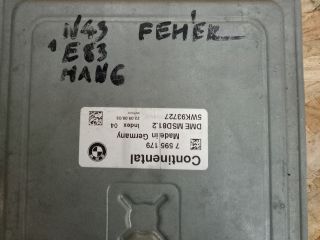 N43 FEHÉR
E83
MANG
Continental
7 595 179
Made in Germany
DME MSD81.2 Index 04
5WK93727